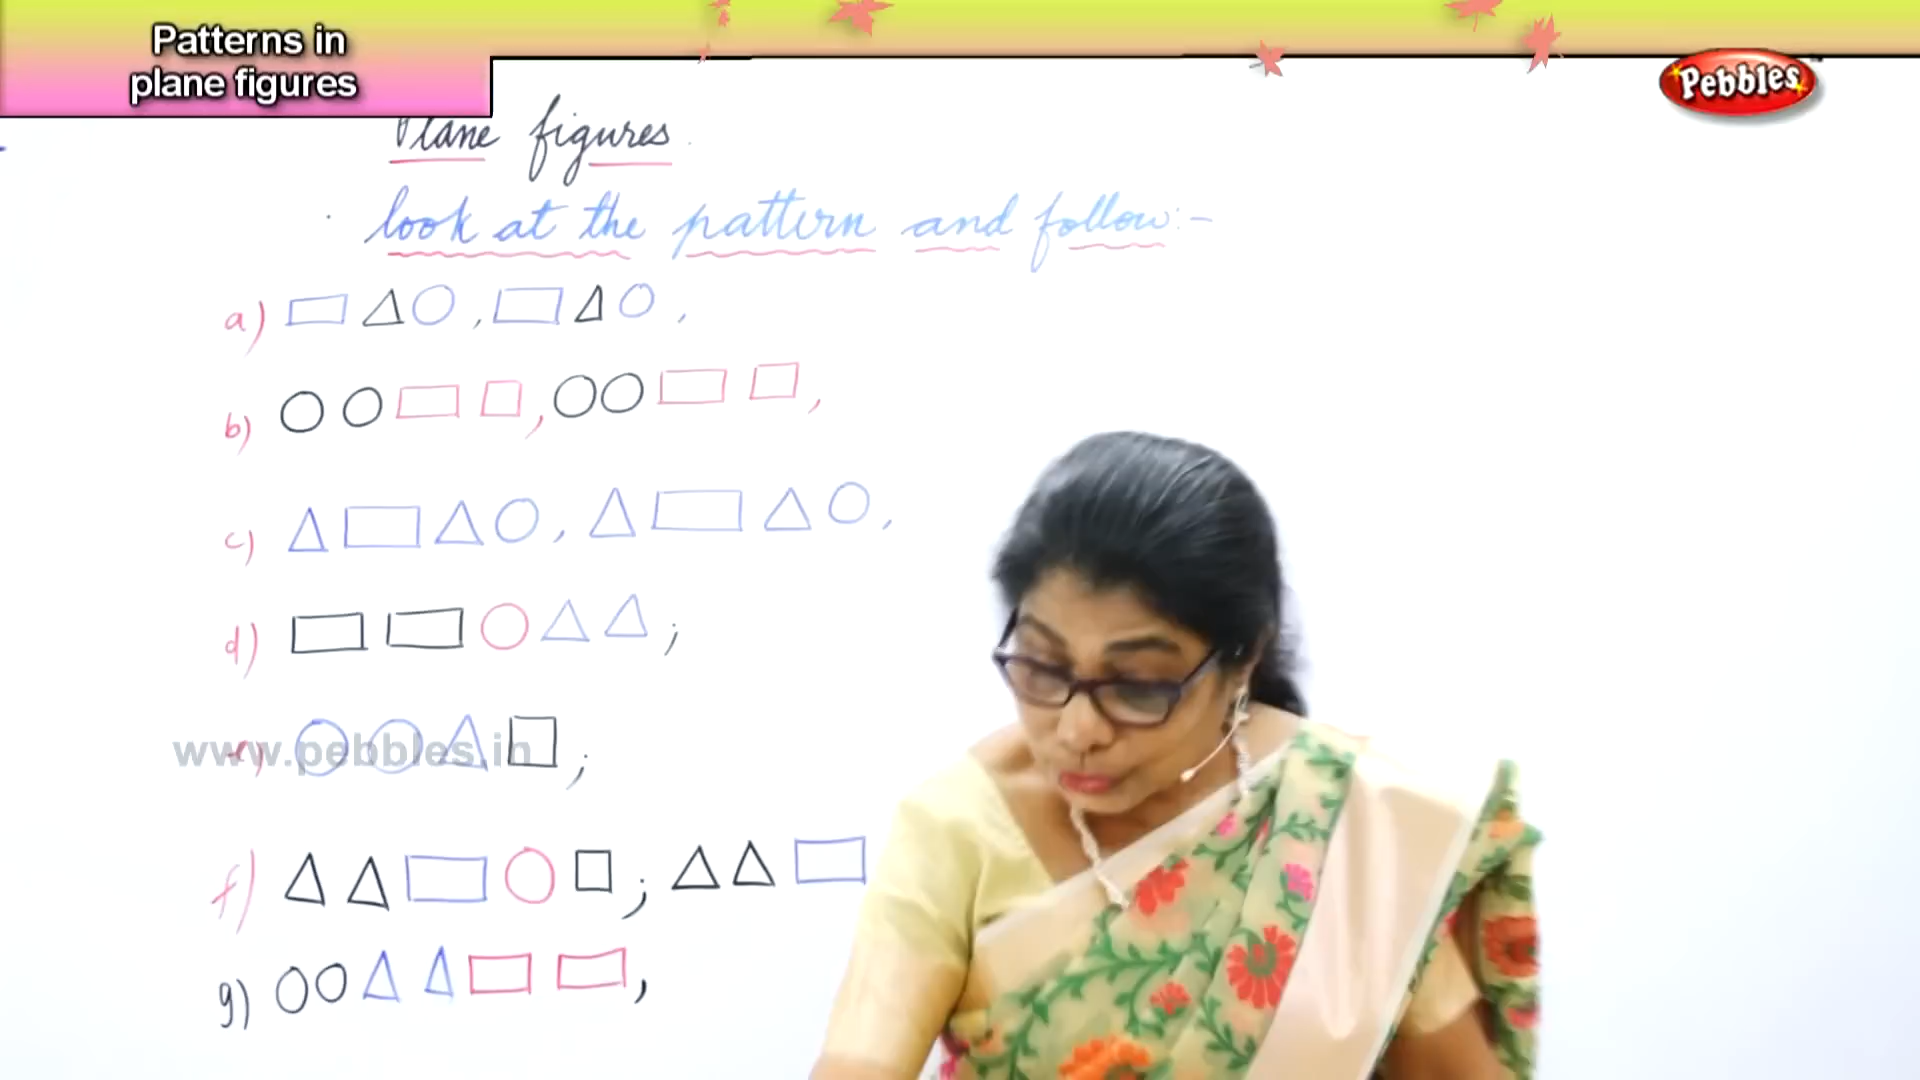 Patterns in
plane figures
Pebbles
Plane figures.
look at the pattern and follow:-
a)
b)
c)
d)
www.pebbles.in
e)
f)
g)